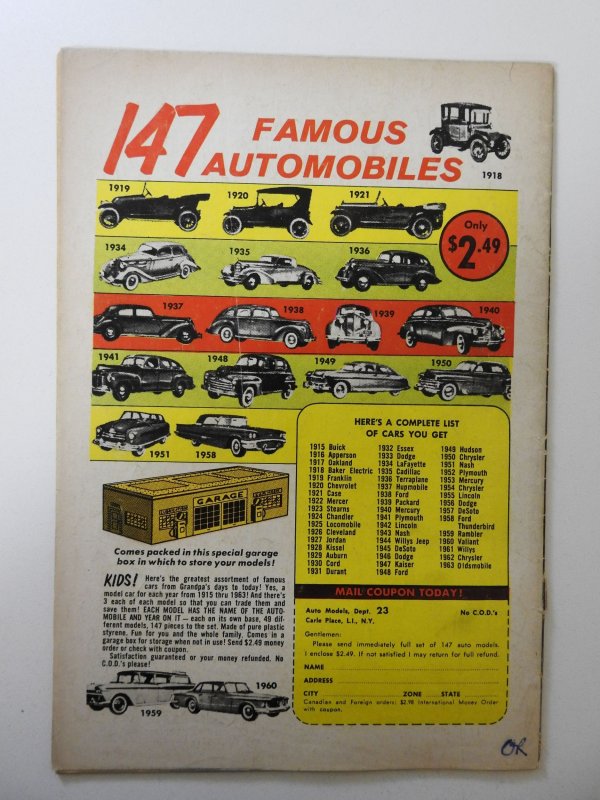 147 FAMOUS
AUTOMOBILES
1918
1919
1920
1921
Only
$2.49
1934
1935
1936
1937
1938
1939
1940
1941
1948
1949
1950
1951
1958
HERE'S A COMPLETE LIST
OF CARS YOU GET
1915 Buick
1916 Apperson
1917 Oakland
1918 Baker Electric
1919 Franklin
1920 Chevrolet
1921 Case
1922 Mercer
1923 Stearns
1924 Chandler
1925 Locomobile
1926 Cleveland
1927 Jordan
1928 Kissel
1929 Auburn
1930 Cord
1931 Durant
1932 Essex
1933 Dodge
1934 LaFayette
1935 Cadillac
1936 Terraplane
1937 Hupmobile
1938 Ford
1939 Packard
1940 Mercury
1941 Plymouth
1942 Lincoln
1943 Nash
1944 Willys Jeep
1945 DeSoto
1946 Dodge
1947 Kaiser
1948 Ford
1949 Hudson
1950 Chrysler
1951 Nash
1952 Plymouth
1953 Mercury
1954 Chrysler
1955 Lincoln
1956 Dodge
1957 DeSoto
1958 Ford
Thunderbird
1959 Rambler
1960 Valiant
1961 Willys
1962 Chrysler
1963 Oldsmobile
GARAGE
LUBRICATION
Comes packed in this special garage
box in which to store your models!
KIDS! Here's the greatest assortment of famous
cars from Grandpa's days to today! Yes, a
model car for each year from 1915 thru 1963! And there's
3 each of each model so that you can trade them and
save them! EACH MODEL HAS THE NAME OF THE AUTO-
MOBILE AND YEAR ON IT — each on its own base, 49 dif-
ferent models, 147 pieces to the set. Made of pure plastic
styrene. Fun for you and the whole family. Comes in a
garage box for storage when not in use! Send $2.49 money
order or check with coupon.
Satisfaction guaranteed or your money refunded. No
C.O.D.'s please!
1959
1960
MAIL COUPON TODAY!
Auto Models, Dept. 23 No C.O.D.'s
Carle Place, L.I., N.Y.
Gentlemen:
Please send immediately full set of 147 auto models.
I enclose $2.49. If not satisfied I may return for full refund.
NAME
ADDRESS
CITY ZONE STATE
Canadian and Foreign orders: $2.98 International Money Order
with coupon.
OR